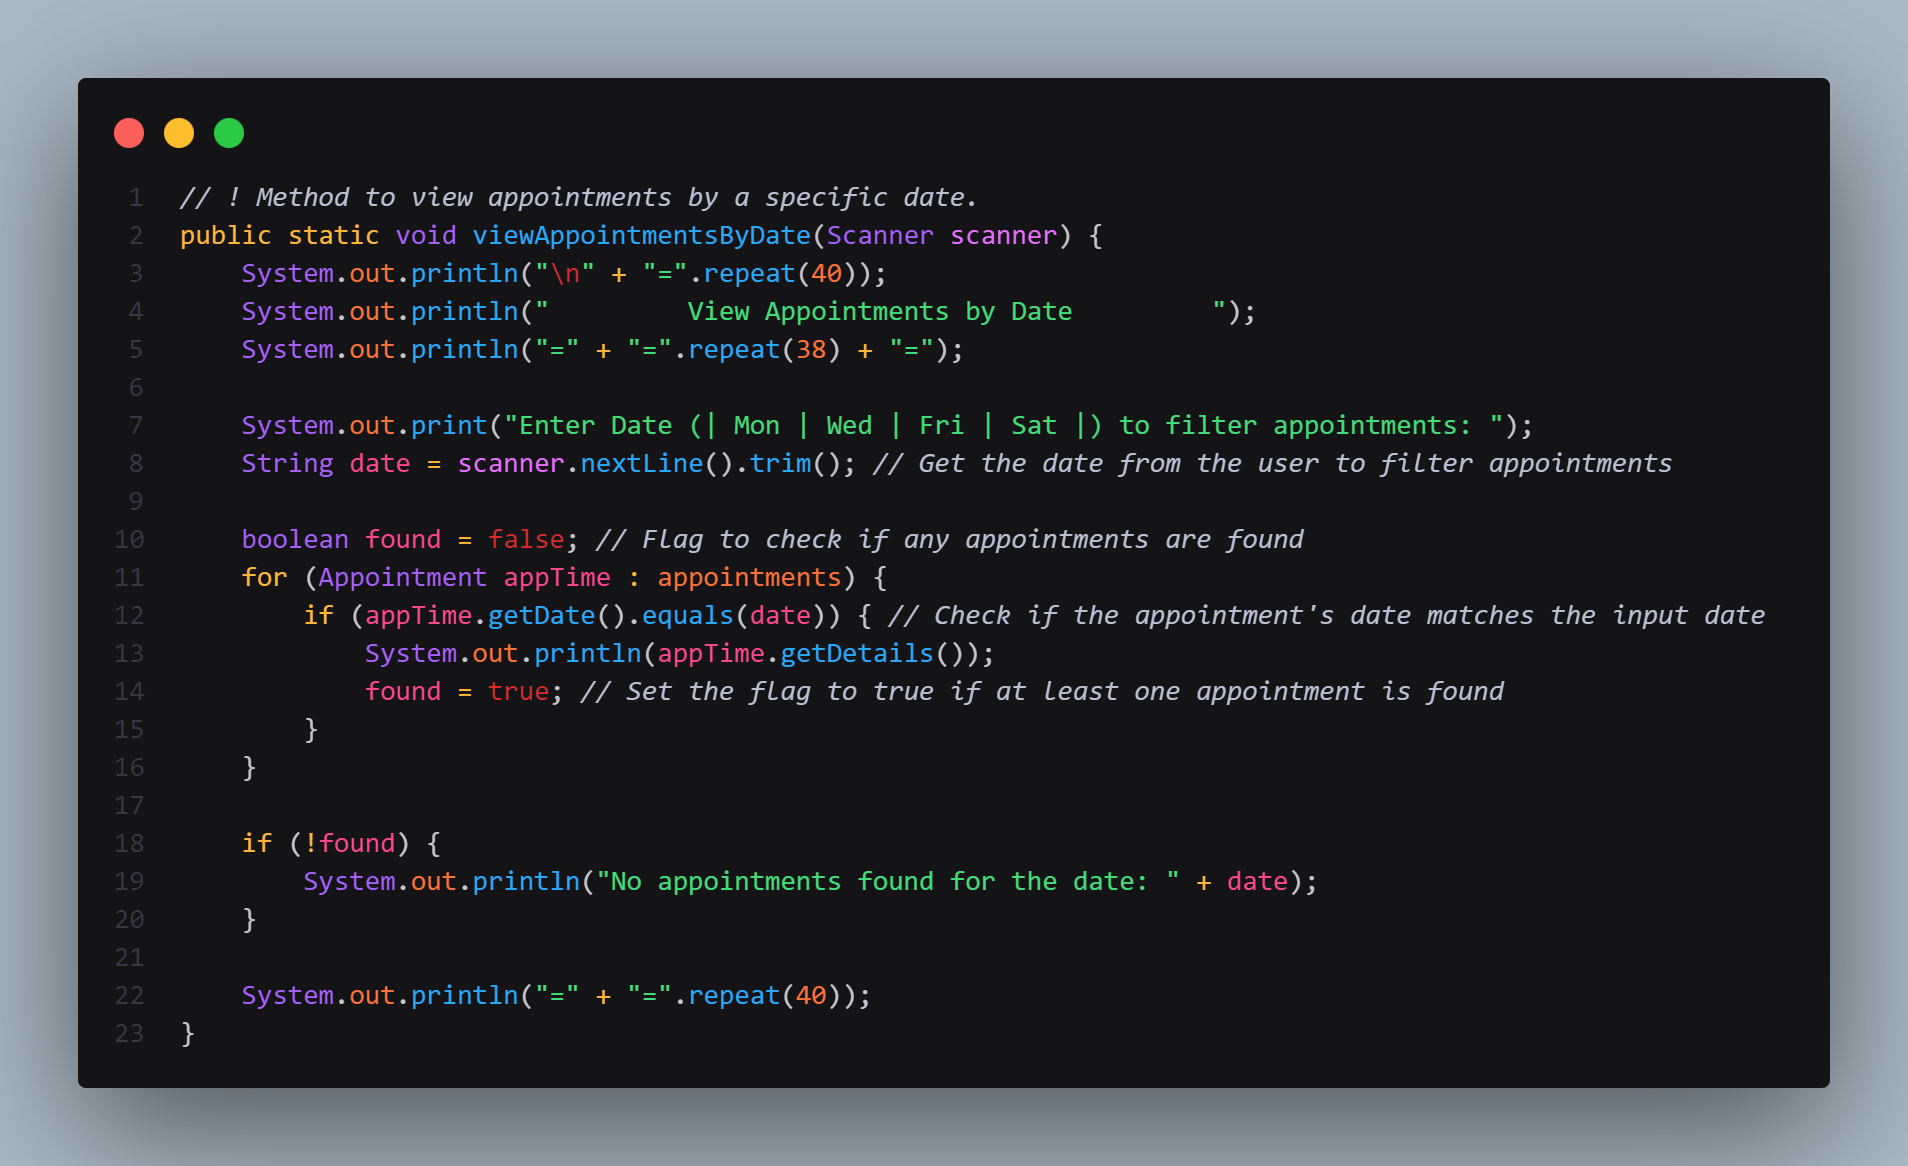 1 // ! Method to view appointments by a specific date.
2 public static void viewAppointmentsByDate(Scanner scanner) {
3     System.out.println("\n" + "=".repeat(40));
4     System.out.println("         View Appointments by Date         ");
5     System.out.println("=" + "=".repeat(38) + "=");
6
7     System.out.print("Enter Date (| Mon | Wed | Fri | Sat |) to filter appointments: ");
8     String date = scanner.nextLine().trim(); // Get the date from the user to filter appointments
9
10     boolean found = false; // Flag to check if any appointments are found
11     for (Appointment appTime : appointments) {
12         if (appTime.getDate().equals(date)) { // Check if the appointment's date matches the input date
13             System.out.println(appTime.getDetails());
14             found = true; // Set the flag to true if at least one appointment is found
15         }
16     }
17
18     if (!found) {
19         System.out.println("No appointments found for the date: " + date);
20     }
21
22     System.out.println("=" + "=".repeat(40));
23 }